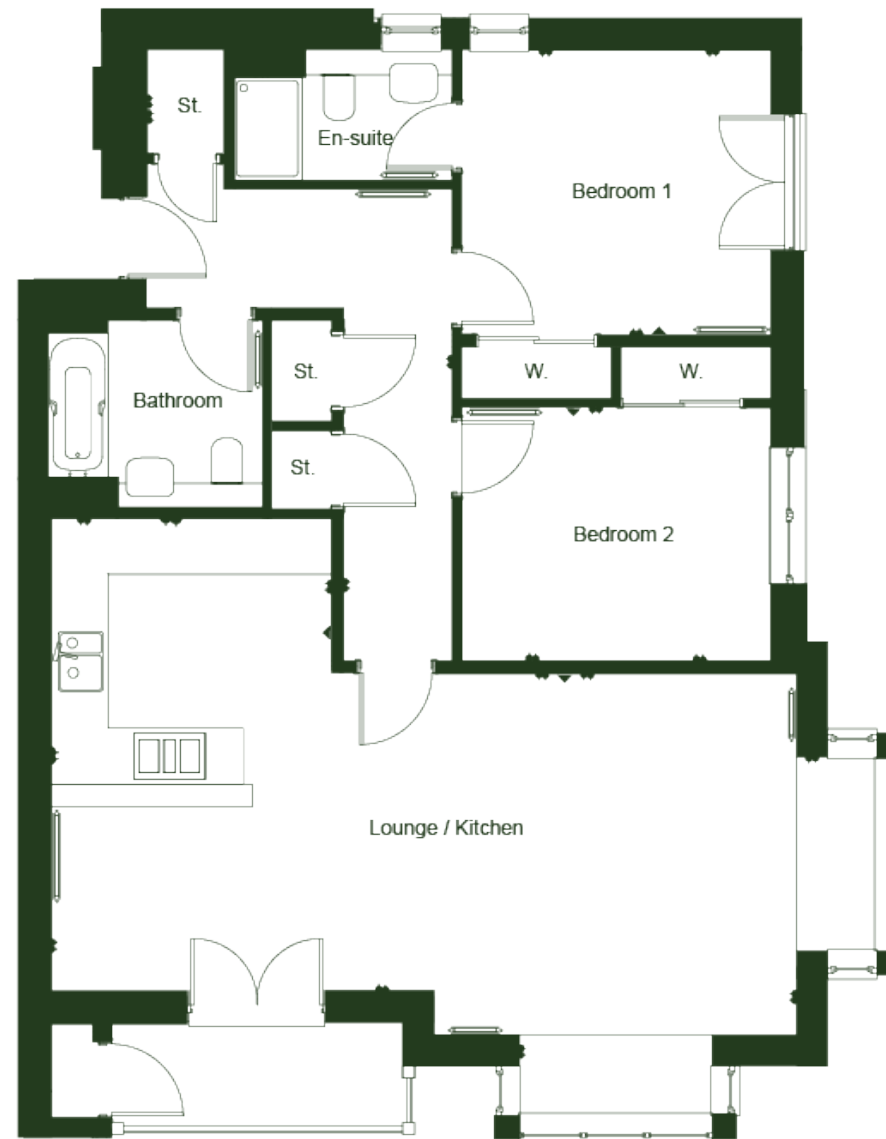 St.
En-suite
Bedroom 1
St.
W.
W.
Bathroom
St.
Bedroom 2
Lounge / Kitchen